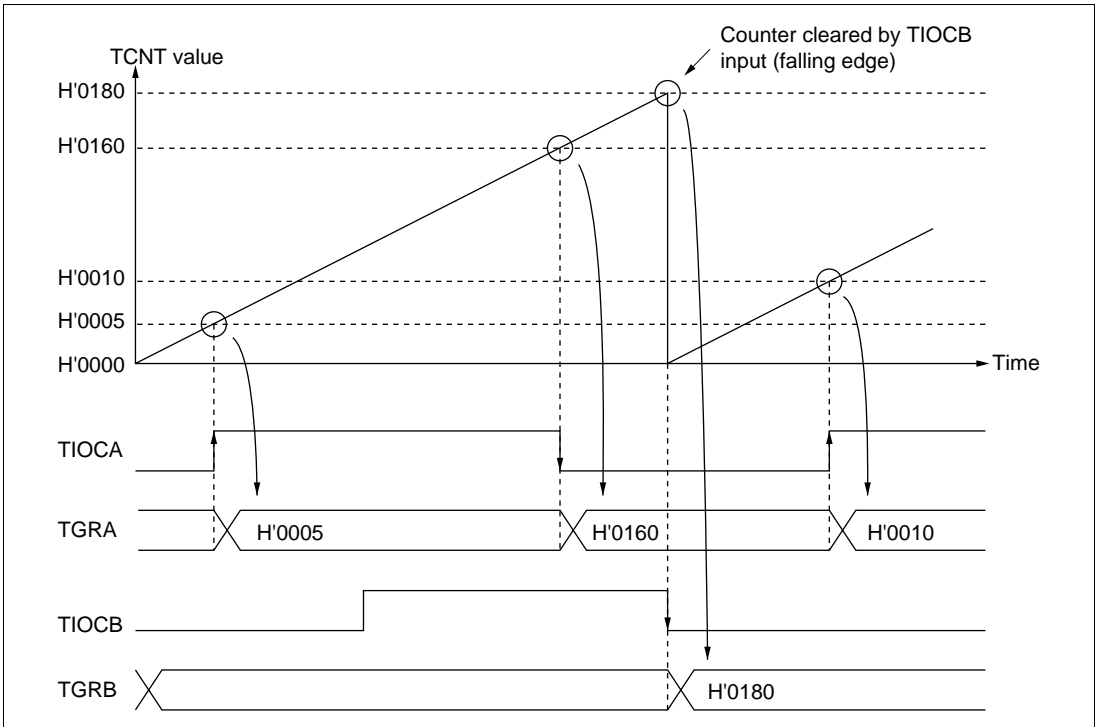 Counter cleared by TIOCB
input (falling edge)
TCNT value
H'0180
H'0160
H'0010
H'0005
H'0000
Time
TIOCA
TGRA
H'0005
H'0160
H'0010
TIOCB
TGRB
H'0180